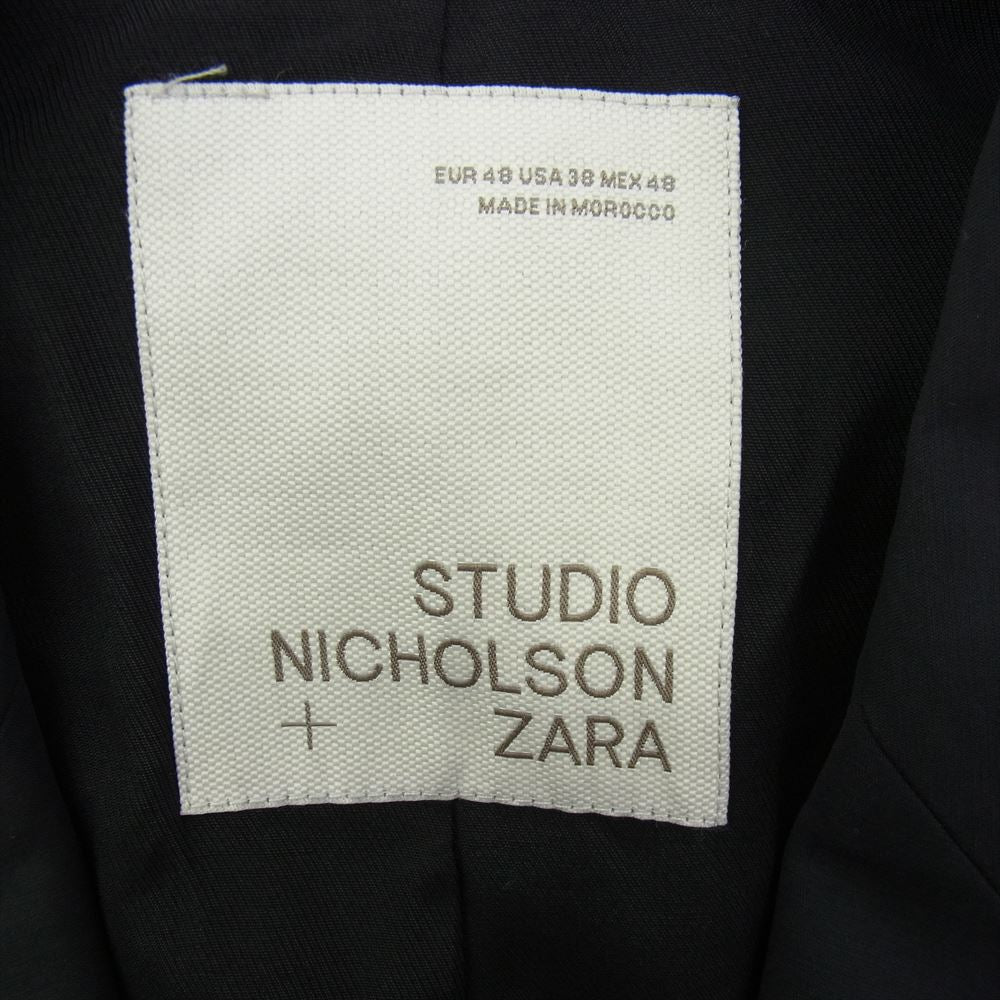 EUR 48 USA 38 MEX 48
MADE IN MOROCCO
STUDIO
NICHOLSON
+ ZARA